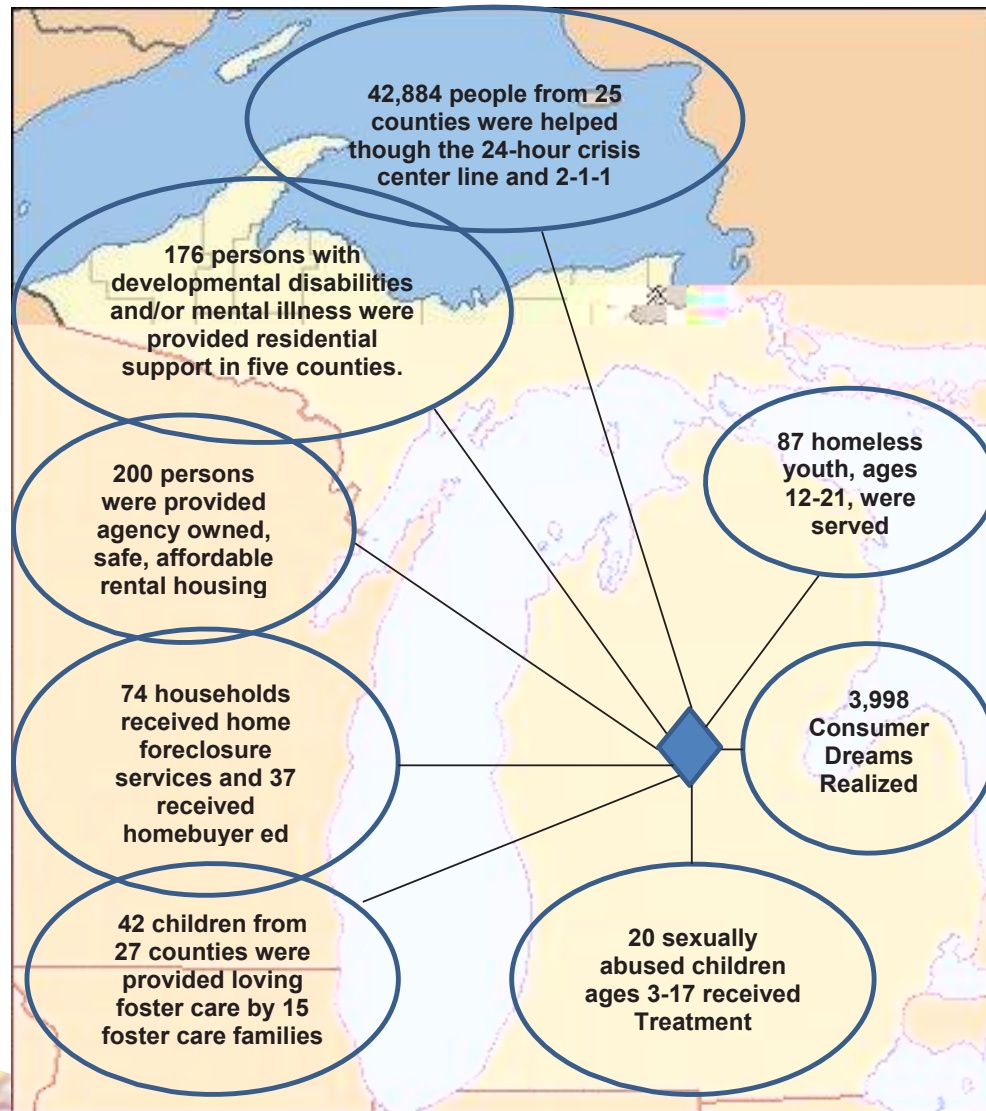 42,884 people from 25
counties were helped
though the 24-hour crisis
center line and 2-1-1
176 persons with
developmental disabilities
and/or mental illness were
provided residential
support in five counties.
87 homeless
youth, ages
12-21, were
served
200 persons
were provided
agency owned,
safe, affordable
rental housing
74 households
received home
foreclosure
services and 37
received
homebuyer ed
3,998
Consumer
Dreams
Realized
42 children from
27 counties were
provided loving
foster care by 15
foster care families
20 sexually
abused children
ages 3-17 received
Treatment